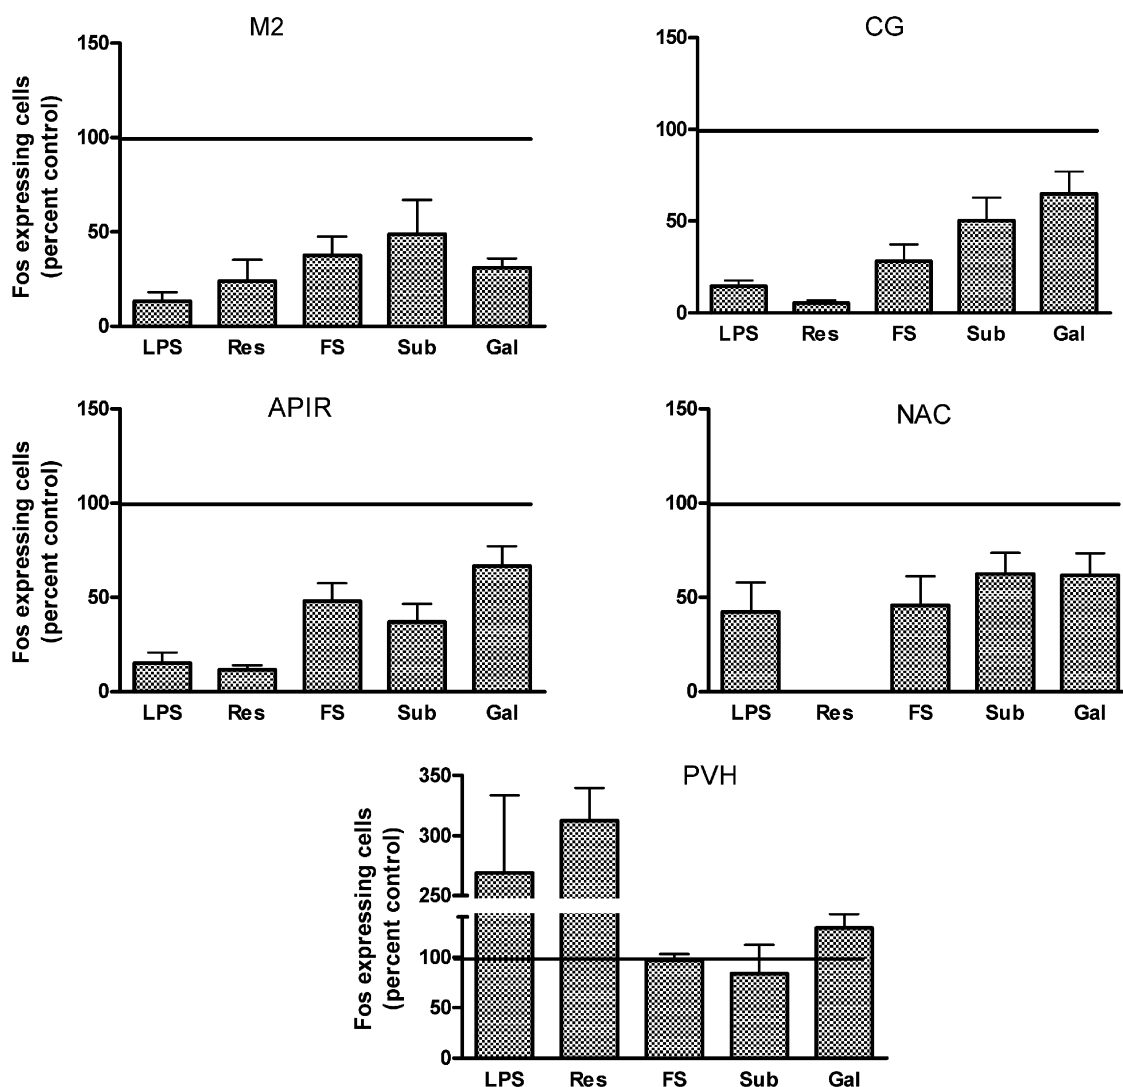 M2
150
100
50
0
Fos expressing cells
(percent control)
LPS Res FS Sub Gal
CG
150
100
50
0
LPS Res FS Sub Gal
APIR
150
100
50
0
Fos expressing cells
(percent control)
LPS Res FS Sub Gal
NAC
150
100
50
0
LPS Res FS Sub Gal
PVH
350
300
250
100
50
0
Fos expressing cells
(percent control)
LPS Res FS Sub Gal